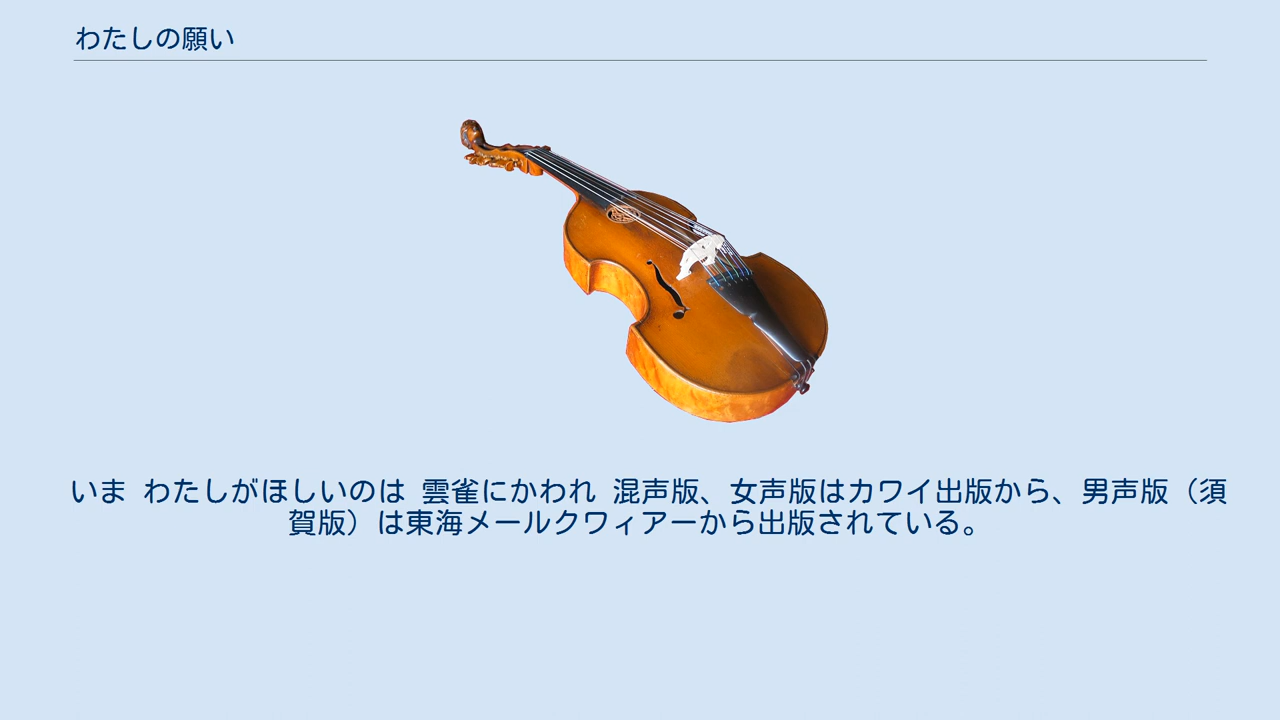 わたしの願い
いま わたしがほしいのは 雲雀にかわれ 混声版、女声版はカワイ出版から、男声版（須
賀版）は東海メールクワィアーから出版されている。